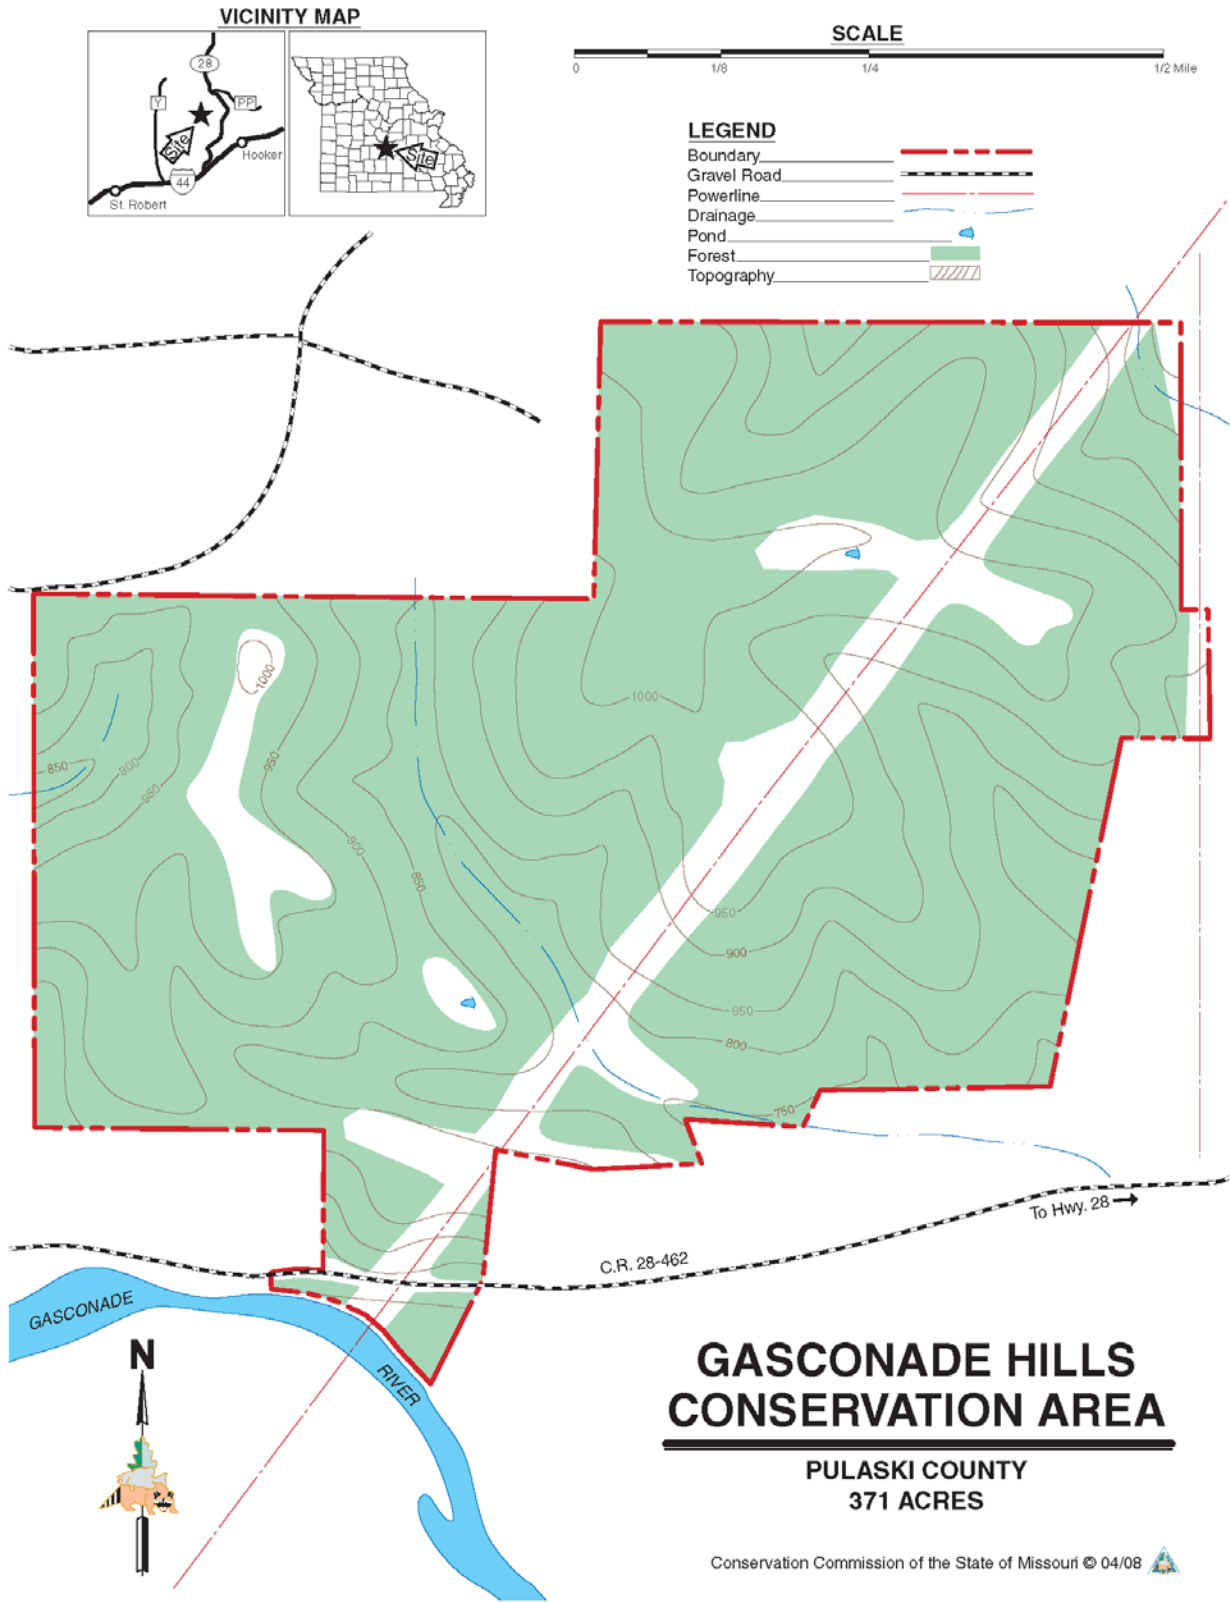 VICINITY MAP
28
Y
PP
Site
Hooker
44
St. Robert
Site
SCALE
0 1/8 1/4 1/2 Mile
LEGEND
Boundary
Gravel Road
Powerline
Drainage
Pond
Forest
Topography
1000
1000
850
900
950
950
900
850
950
900
850
800
750
To Hwy. 28
C.R. 28-462
GASCONADE
RIVER
N
GASCONADE HILLS
CONSERVATION AREA
PULASKI COUNTY
371 ACRES
Conservation Commission of the State of Missouri © 04/08